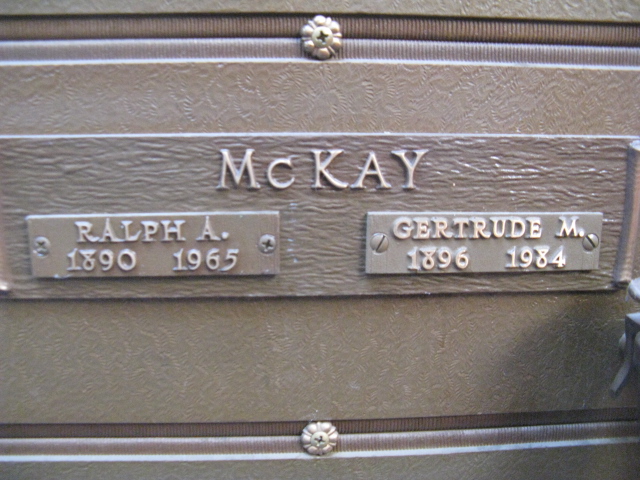 McKAY
RALPH A.
1890 1965
GERTRUDE M.
1896 1984